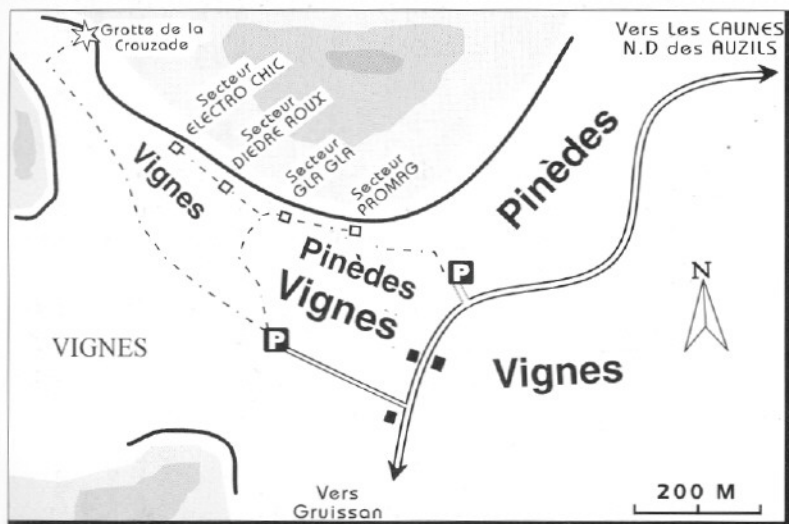 Grotte de la
Crouzade
Vers Les CAUNES
N.D des AUZILS
Secteur
ELECTRO CHIC
Secteur
DIEDRE ROUX
Secteur
GLA GLA
Secteur
PROMAG
Vignes
Pinèdes
Pinèdes
Vignes
P
P
N
VIGNES
Vignes
Vers
Gruissan
200 M